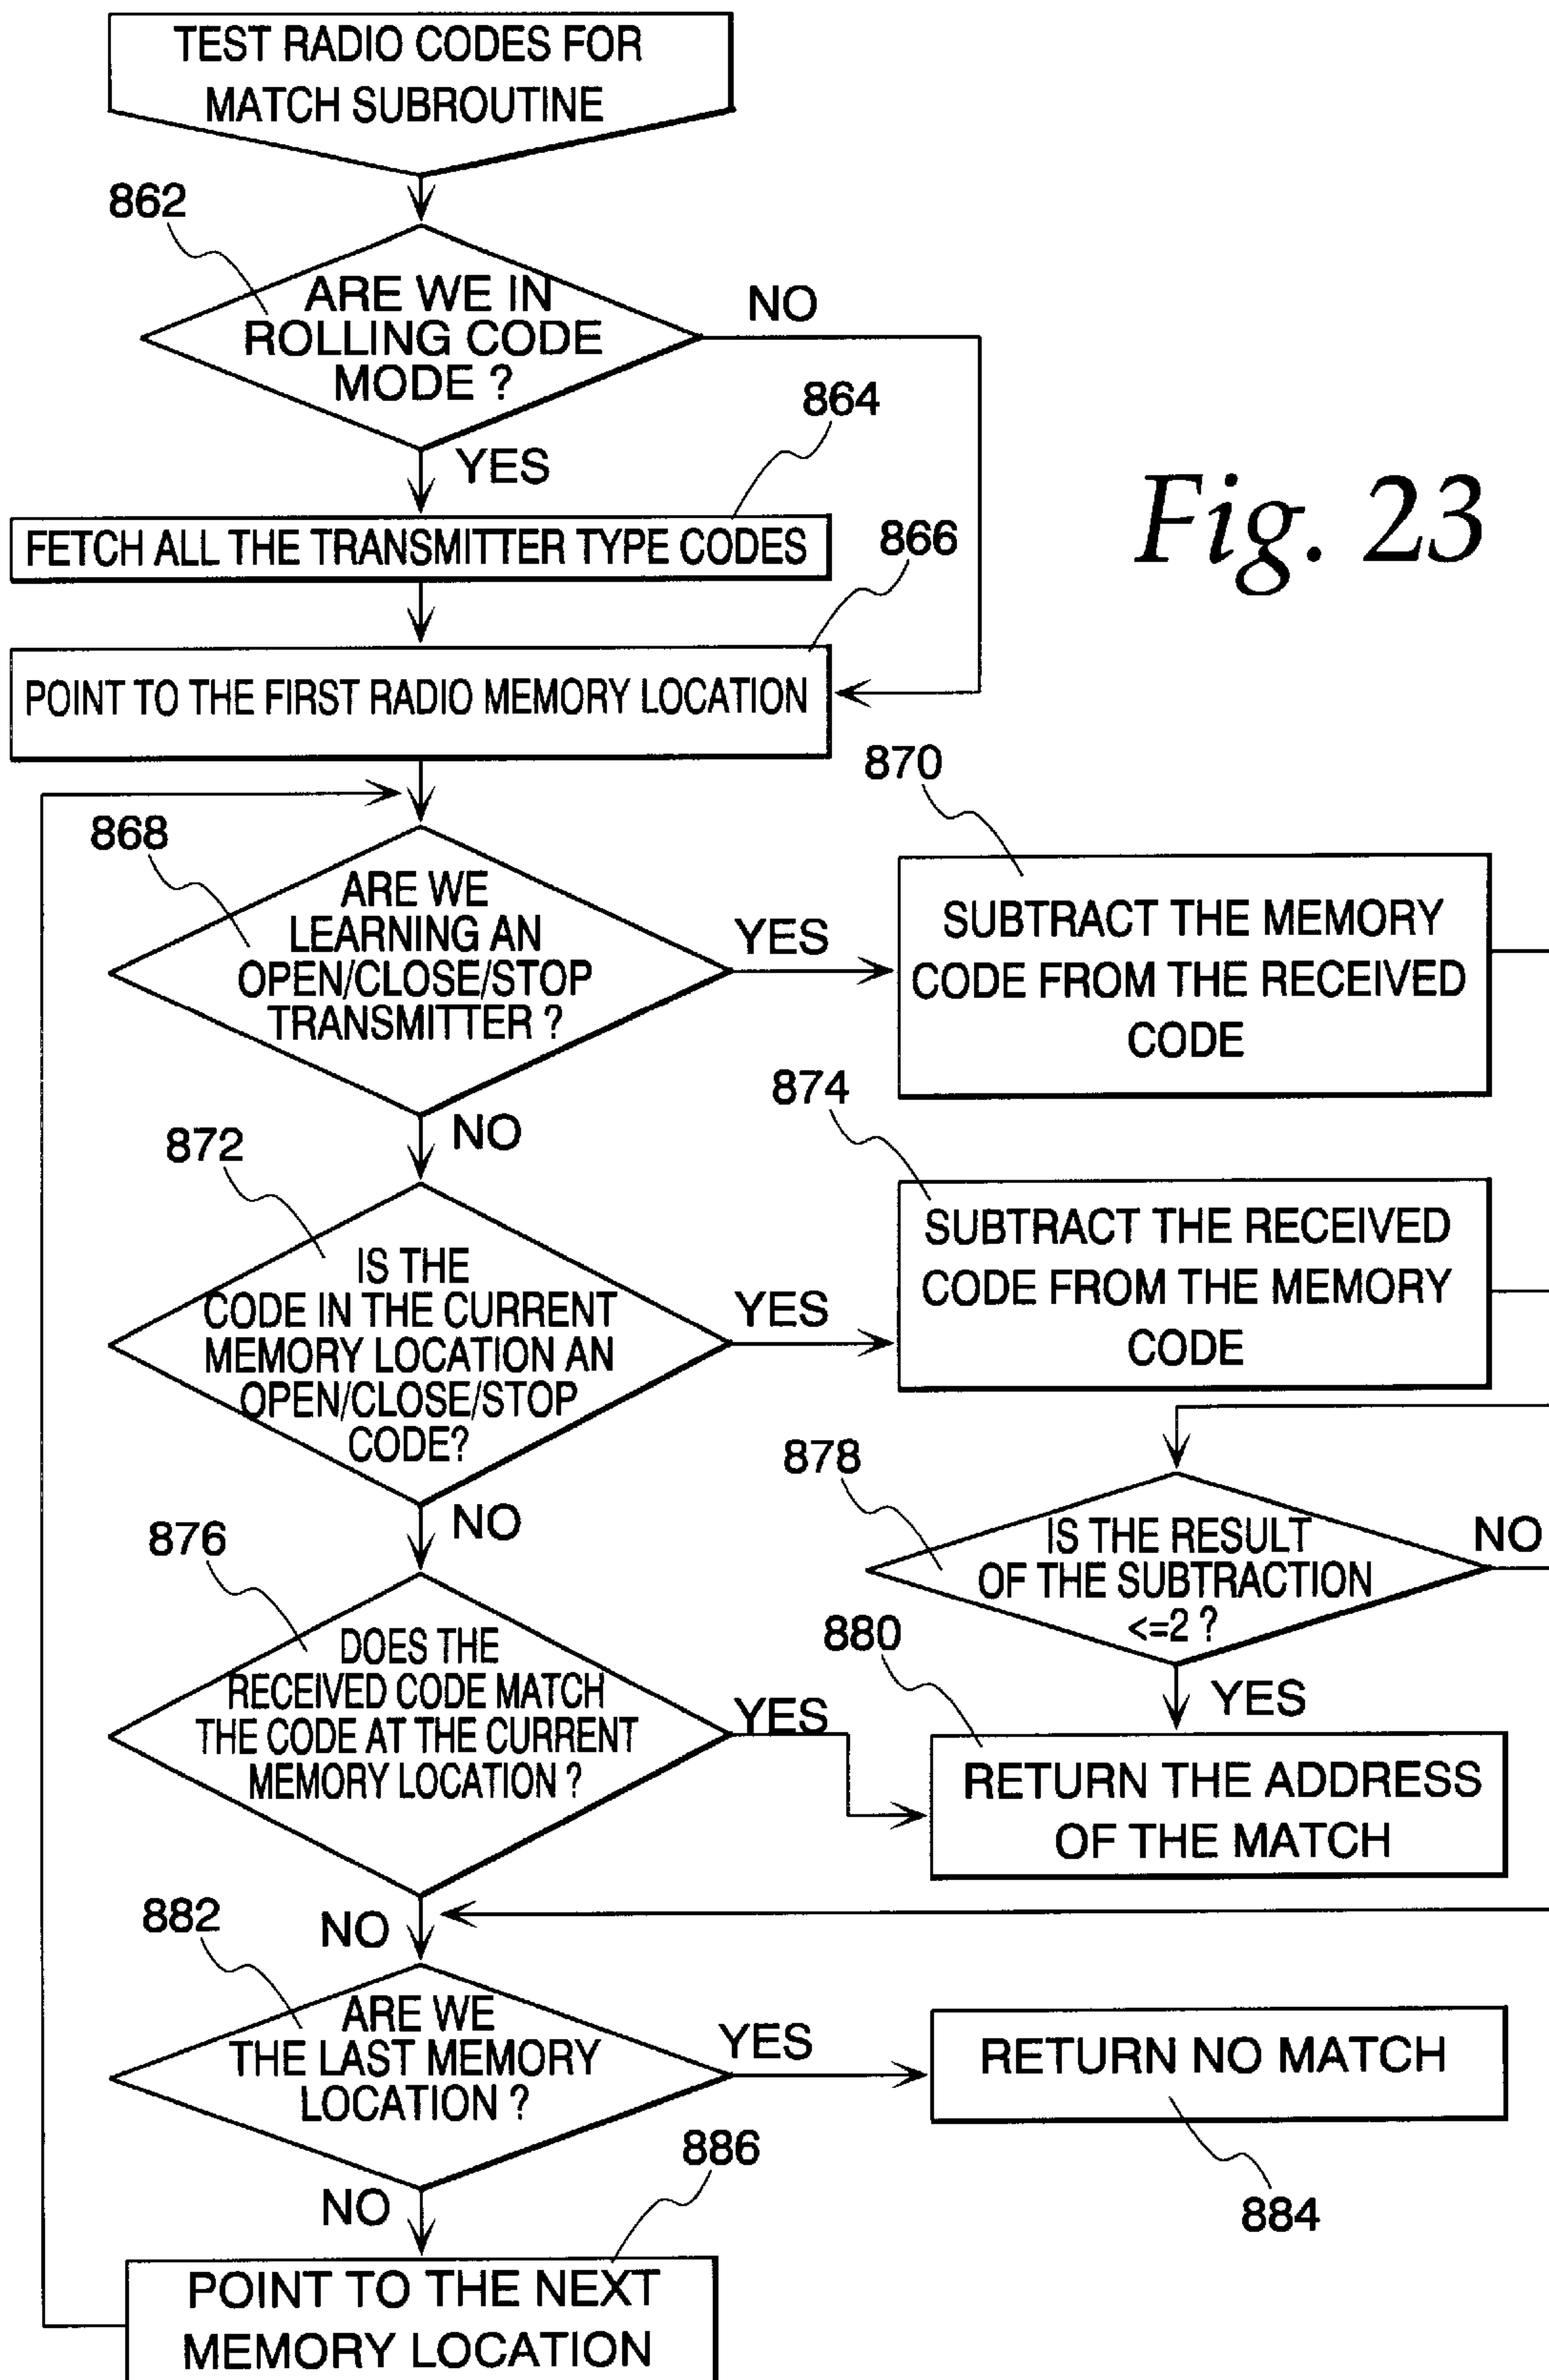 TEST RADIO CODES FOR
MATCH SUBROUTINE
862
ARE WE IN
ROLLING CODE
MODE ?
NO
YES
864
FETCH ALL THE TRANSMITTER TYPE CODES
866
POINT TO THE FIRST RADIO MEMORY LOCATION
Fig. 23
868
ARE WE
LEARNING AN
OPEN/CLOSE/STOP
TRANSMITTER ?
YES
NO
870
SUBTRACT THE MEMORY
CODE FROM THE RECEIVED
CODE
872
IS THE
CODE IN THE CURRENT
MEMORY LOCATION AN
OPEN/CLOSE/STOP
CODE?
YES
NO
874
SUBTRACT THE RECEIVED
CODE FROM THE MEMORY
CODE
876
DOES THE
RECEIVED CODE MATCH
THE CODE AT THE CURRENT
MEMORY LOCATION ?
YES
NO
878
IS THE RESULT
OF THE SUBTRACTION
<=2 ?
NO
YES
880
RETURN THE ADDRESS
OF THE MATCH
882
ARE WE
THE LAST MEMORY
LOCATION ?
YES
NO
RETURN NO MATCH
884
886
POINT TO THE NEXT
MEMORY LOCATION